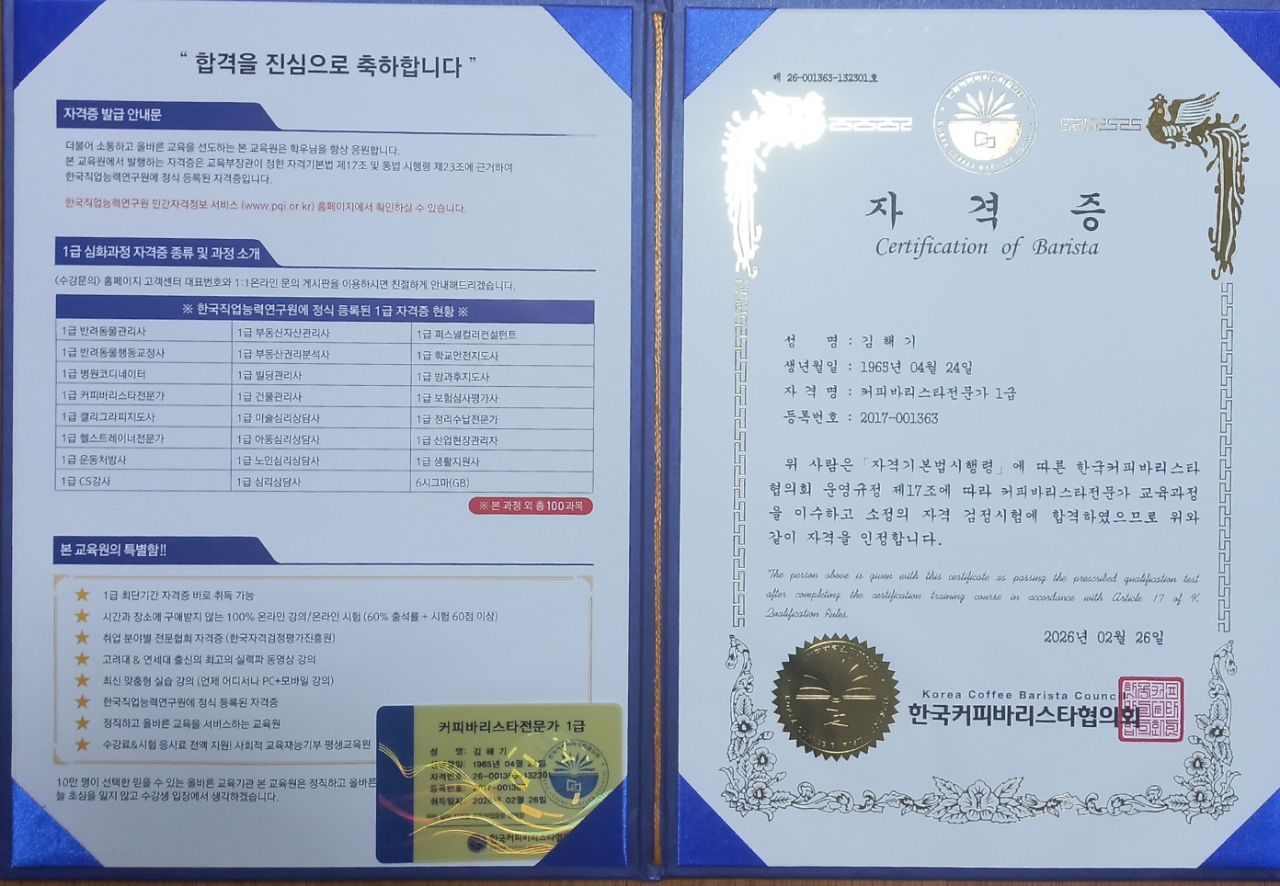 “ 합격을 진심으로 축하합니다 ”
자격증 발급 안내문
더불어 소통하고 올바른 교육을 선도하는 본 교육원은 학우님을 항상 응원합니다.
본 교육원에서 발행하는 자격증은 교육부장관이 정한 자격기본법 제17조 및 동법 시행령 제23조에 근거하여
한국직업능력연구원에 정식 등록된 자격증입니다.
한국직업능력연구원 민간자격정보 서비스 (www.pqi.or.kr) 홈페이지에서 확인하실 수 있습니다.
1급 심화과정 자격증 종류 및 과정 소개
<수강문의> 홈페이지 고객센터 대표번호와 1:1온라인 문의 게시판을 이용하시면 친절하게 안내해드리겠습니다.
※ 한국직업능력연구원에 정식 등록된 1급 자격증 현황 ※
1급 반려동물관리사 1급 부동산자산관리사 1급 퍼스널컬러컨설턴트
1급 반려동물행동교정사 1급 부동산권리분석사 1급 학교안전지도사
1급 병원코디네이터 1급 빌딩관리사 1급 방과후지도사
1급 커피바리스타전문가 1급 건물관리사 1급 보험심사평가사
1급 캘리그라피지도사 1급 미술심리상담사 1급 정리수납전문가
1급 헬스트레이너전문가 1급 아동심리상담사 1급 산업현장관리자
1급 운동처방사 1급 노인심리상담사 1급 생활지원사
1급 CS강사 1급 심리상담사 6시그마(GB)
※ 본 과정 외 총 100과목
본 교육원의 특별함!!
1급 최단기간 자격증 바로 취득 가능
시간과 장소에 구애받지 않는 100% 온라인 강의/온라인 시험 (60% 출석률 + 시험 60점 이상)
취업 분야별 전문협회 자격증 (한국자격검정평가진흥원)
고려대 & 연세대 출신의 최고의 실력파 동영상 강의
최신 맞춤형 실습 강의 (언제 어디서나 PC+모바일 강의)
한국직업능력연구원에 정식 등록된 자격증
정직하고 올바른 교육을 서비스하는 교육원
수강료&시험 응시료 전액 지원! 사회적 교육재능기부 평생교육원
10만 명이 선택한 믿을 수 있는 올바른 교육기관 본 교육원은 정직하고 올바른
늘 초심을 잃지 않고 수강생 입장에서 생각하겠습니다.
커피바리스타전문가 1급
성 명: 김 해 기
1965년 04월
자격번호: 26-001363-132301
등록번호:
취득일자: 2026년 02월 26일
한국커피바리스타협
제 26-001363-132301호
자 격 증
Certification of Barista
성 명 : 김 해 기
생년월일 : 1965년 04월 24일
자 격 명 : 커피바리스타전문가 1급
등록번호 : 2017-001363
위 사람은 「자격기본법시행령」에 따른 한국커피바리스타
협의회 운영규정 제17조에 따라 커피바리스타전문가 교육과정
을 이수하고 소정의 자격 검정시험에 합격하였으므로 위와
같이 자격을 인정합니다.
The person above is given with this certificate as passing the prescribed qualification test
after completing the certification training course in accordance with Article 17 of K
Qualification Rules.
2026년 02월 26일
Korea Coffee Barista Council
한국커피바리스타협의회